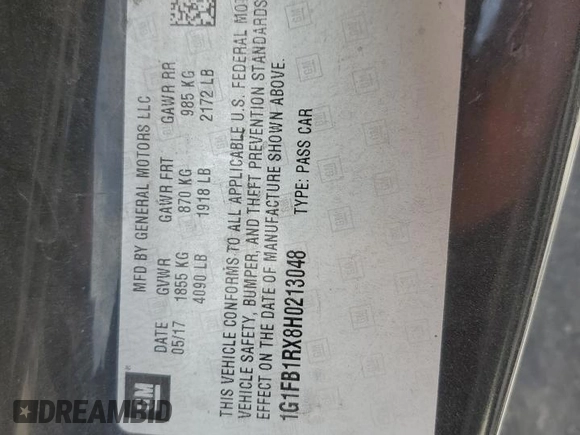 GM
MFD BY GENERAL MOTORS LLC
DATE GVWR GAWR FRT GAWR RR
05/17 1855 KG 870 KG 985 KG
4090 LB 1918 LB 2172 LB
THIS VEHICLE CONFORMS TO ALL APPLICABLE U.S. FEDERAL MOTOR
VEHICLE SAFETY, BUMPER, AND THEFT PREVENTION STANDARDS
EFFECT ON THE DATE OF MANUFACTURE SHOWN ABOVE.
1G1FB1RX8H0213048
TYPE: PASS CAR
DREAMBID